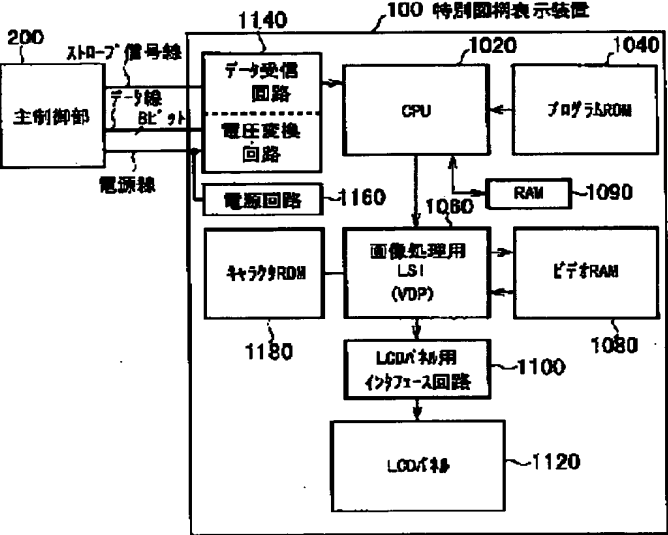 100 特別図柄表示装置
200
主制御部
ストローブ信号線
データ線
8ビット
電源線
1140
データ受信
回路
電圧変換
回路
1020
CPU
1040
プログラムROM
電源回路
1160
RAM
1090
1060
キャラクタROM
1180
画像処理用
LSI
(VDP)
ビデオRAM
1080
LCDパネル用
インタフェース回路
1100
LCDパネル
1120